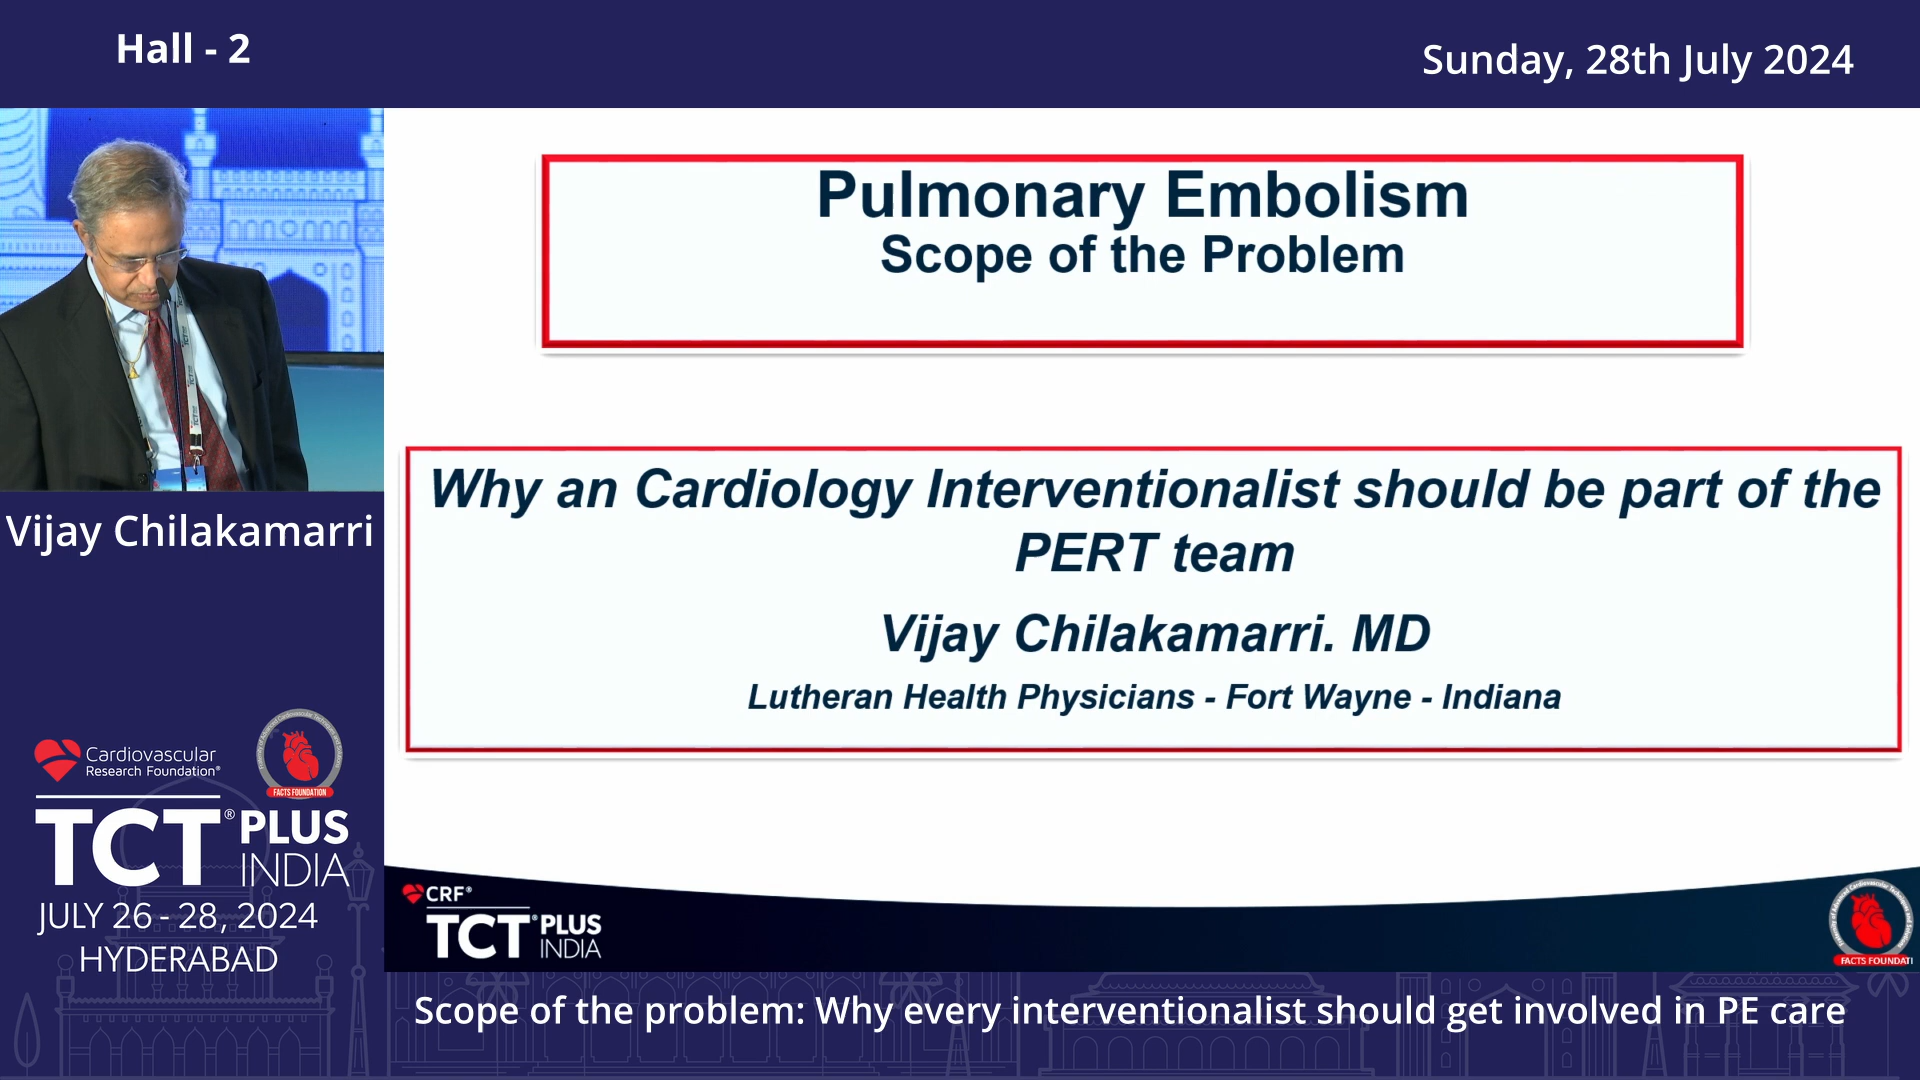 Hall - 2
Sunday, 28th July 2024
Pulmonary Embolism
Scope of the Problem
Why an Cardiology Interventionalist should be part of the
PERT team
Vijay Chilakamarri. MD
Lutheran Health Physicians - Fort Wayne - Indiana
TCT
TCT
Vijay Chilakamarri
Cardiovascular
Research Foundation®
FACTS FOUNDATION
TCT® PLUS
INDIA
JULY 26 - 28, 2024
HYDERABAD
CRF®
TCT® PLUS
INDIA
FACTS FOUNDATI
Scope of the problem: Why every interventionalist should get involved in PE care